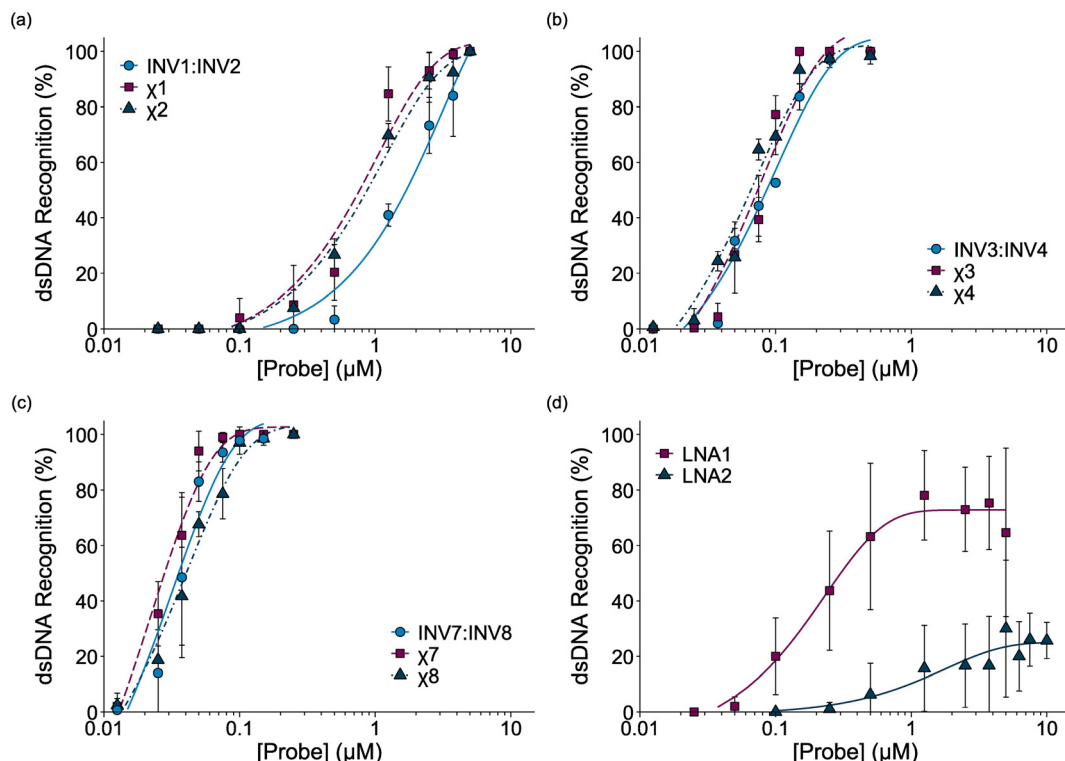 (a)
100
80
60
40
20
0
dsDNA Recognition (%)
INV1:INV2
χ1
χ2
0.01 0.1 1 10
[Probe] (µM)
(b)
100
80
60
40
20
0
dsDNA Recognition (%)
INV3:INV4
χ3
χ4
0.01 0.1 1 10
[Probe] (µM)
(c)
100
80
60
40
20
0
dsDNA Recognition (%)
INV7:INV8
χ7
χ8
0.01 0.1 1 10
[Probe] (µM)
(d)
100
80
60
40
20
0
dsDNA Recognition (%)
LNA1
LNA2
0.01 0.1 1 10
[Probe] (µM)